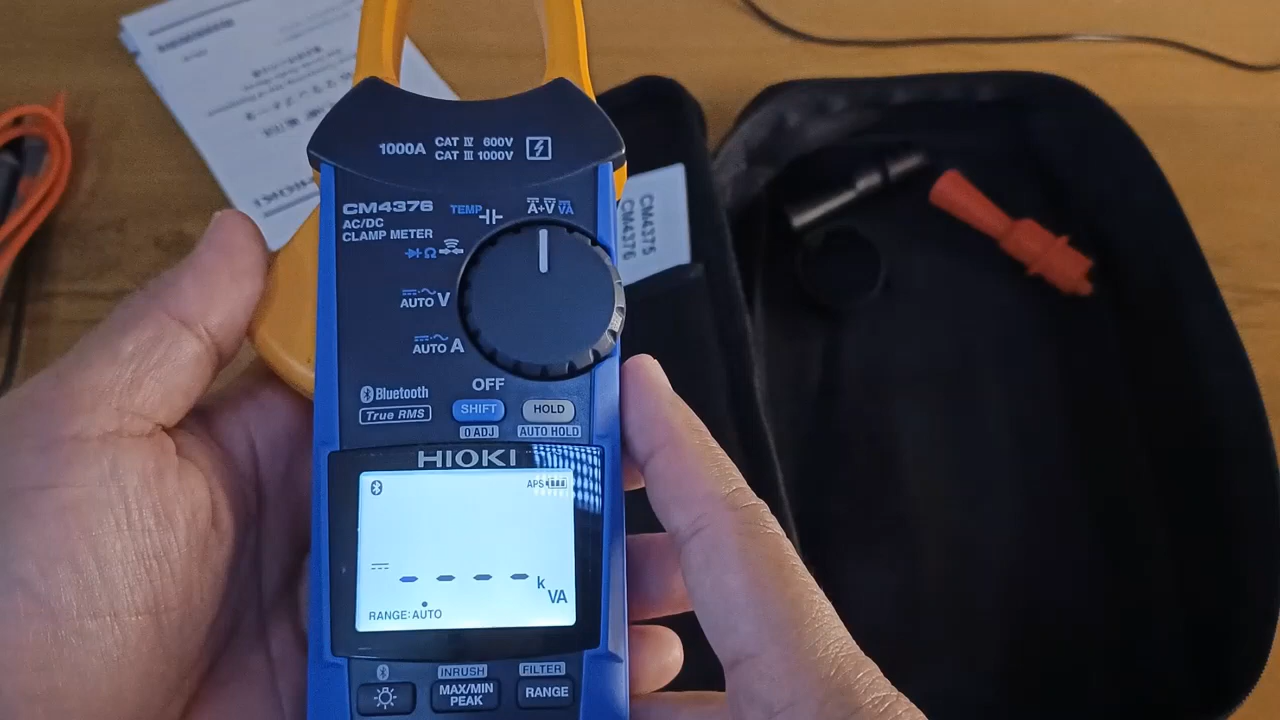 HIOKI
1000A
CAT IV 600V
CAT III 1000V
CM4376
AC/DC
CLAMP METER
TEMP
A+V VA
Ω
AUTO V
AUTO A
OFF
Bluetooth
True RMS
SHIFT
HOLD
0 ADJ
AUTO HOLD
HIOKI
APS
- - - - k
VA
RANGE: AUTO
INRUSH
FILTER
MAX/MIN
PEAK
RANGE
CM4375
CM4376